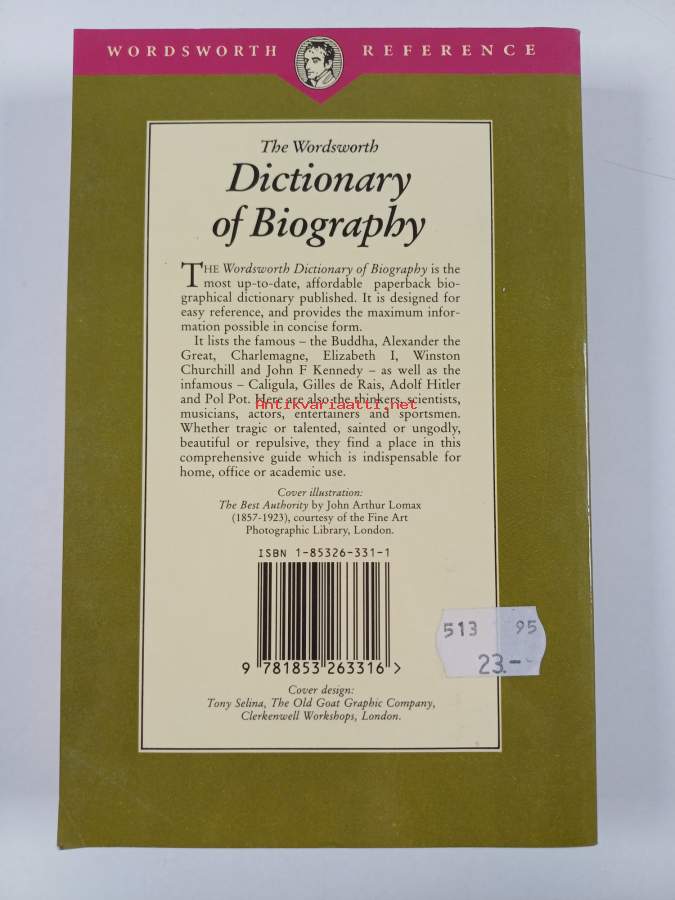 WORDSWORTH REFERENCE
The Wordsworth
Dictionary
of Biography
THE Wordsworth Dictionary of Biography is the
most up-to-date, affordable paperback bio-
graphical dictionary published. It is designed for
easy reference, and provides the maximum infor-
mation possible in concise form.
It lists the famous – the Buddha, Alexander the
Great, Charlemagne, Elizabeth I, Winston
Churchill and John F Kennedy – as well as the
infamous – Caligula, Gilles de Rais, Adolf Hitler
and Pol Pot. Here are also the thinkers, scientists,
Antikvariaatti.net
musicians, actors, entertainers and sportsmen.
Whether tragic or talented, sainted or ungodly,
beautiful or repulsive, they find a place in this
comprehensive guide which is indispensable for
home, office or academic use.
Cover illustration:
The Best Authority by John Arthur Lomax
(1857-1923), courtesy of the Fine Art
Photographic Library, London.
ISBN 1-85326-331-1
9 781853 263316 >
513 95
23.-
Cover design:
Tony Selina, The Old Goat Graphic Company,
Clerkenwell Workshops, London.